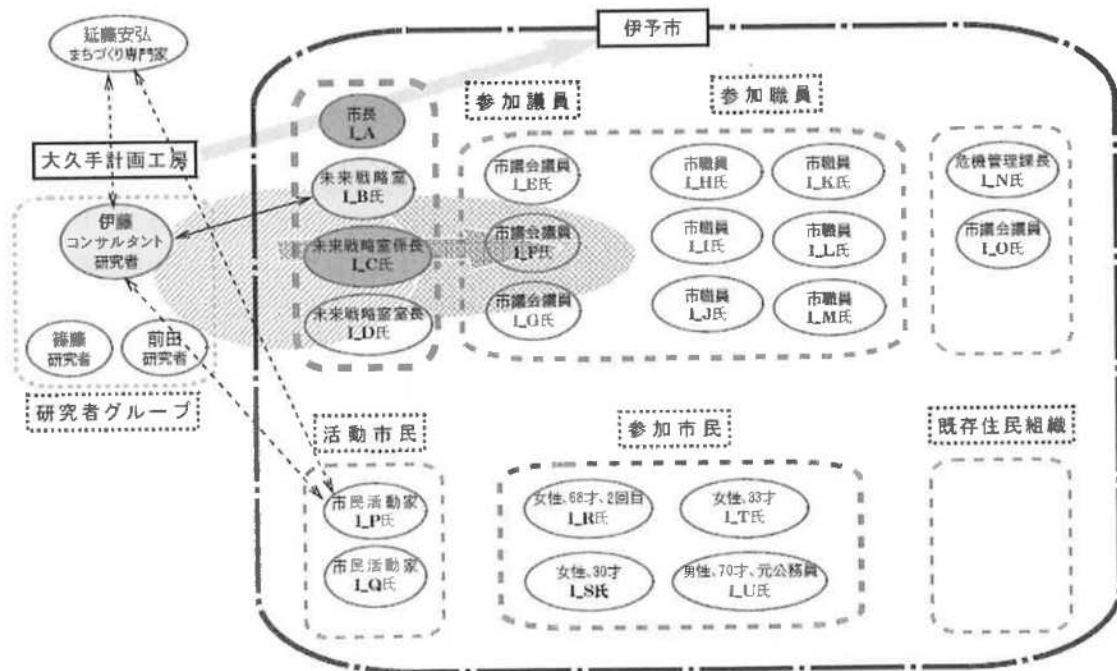 延藤安弘
まちづくり専門家
伊予市
大久手計画工房
伊藤
コンサルタント
研究者
篠藤
研究者
前田
研究者
研究者グループ
市長
I_A
未来戦略室
I_B氏
未来戦略室係長
I_C氏
未来戦略室室長
I_D氏
参加議員
市議会議員
I_E氏
市議会議員
I_F氏
市議会議員
I_G氏
参加職員
市職員
I_H氏
市職員
I_K氏
市職員
I_I氏
市職員
I_L氏
市職員
I_J氏
市職員
I_M氏
危機管理課長
I_N氏
市議会議員
I_O氏
活動市民
市民活動家
I_P氏
市民活動家
I_Q氏
参加市民
女性、68才、2回目
I_R氏
女性、33才
I_T氏
女性、30才
I_S氏
男性、70才、元公務員
I_U氏
既存住民組織